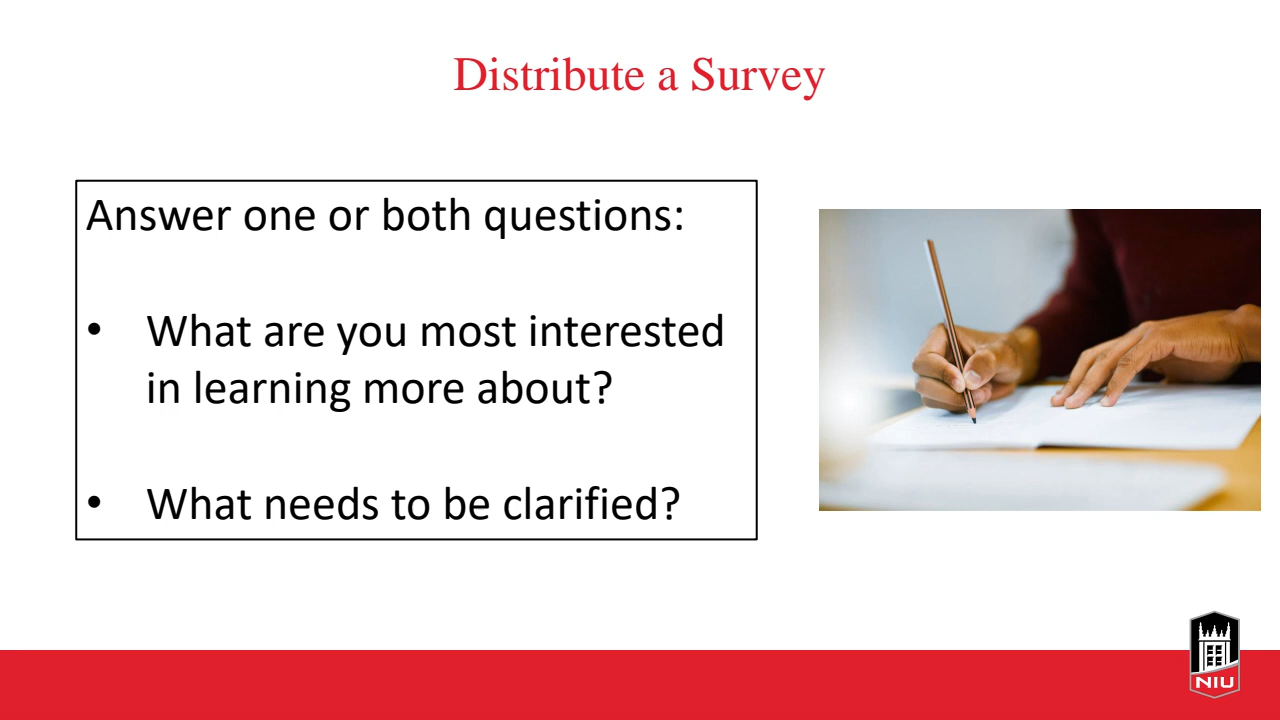 Distribute a Survey
Answer one or both questions:
• What are you most interested
in learning more about?
• What needs to be clarified?
NIU